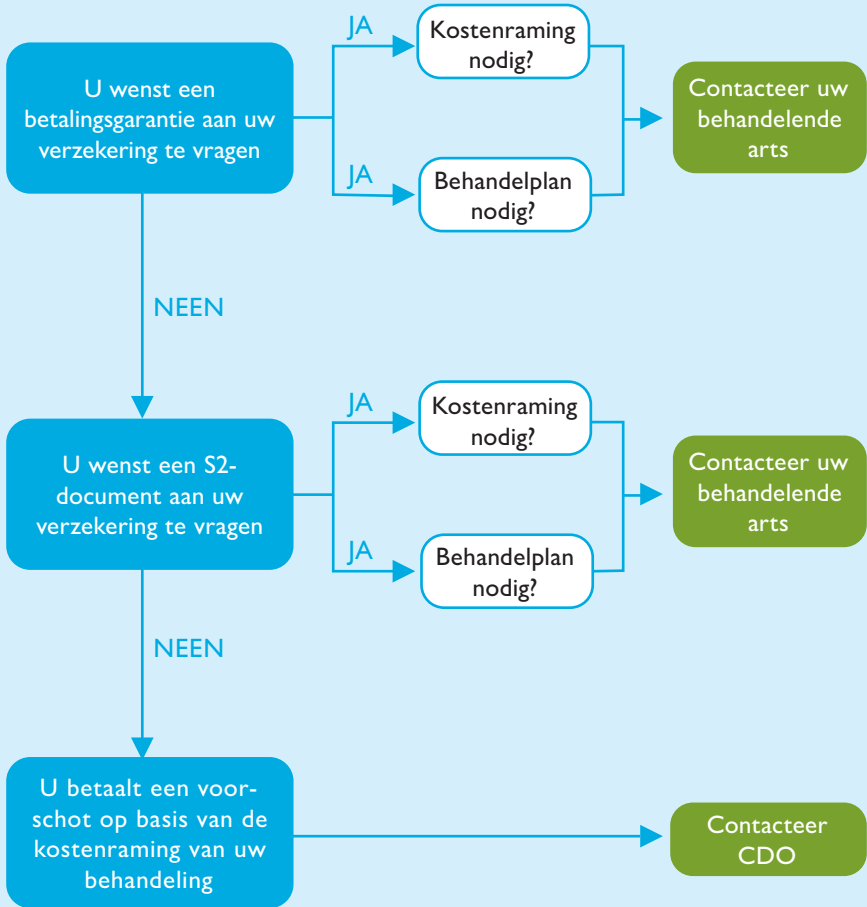 JA
Kostenraming
nodig?
U wenst een
betalingsgarantie aan uw
verzekering te vragen
Contacteer uw
behandelende
arts
JA
Behandelplan
nodig?
NEEN
JA
Kostenraming
nodig?
U wenst een S2-
document aan uw
verzekering te vragen
Contacteer uw
behandelende
arts
JA
Behandelplan
nodig?
NEEN
U betaalt een voor-
schot op basis van de
kostenraming van uw
behandeling
Contacteer
CDO